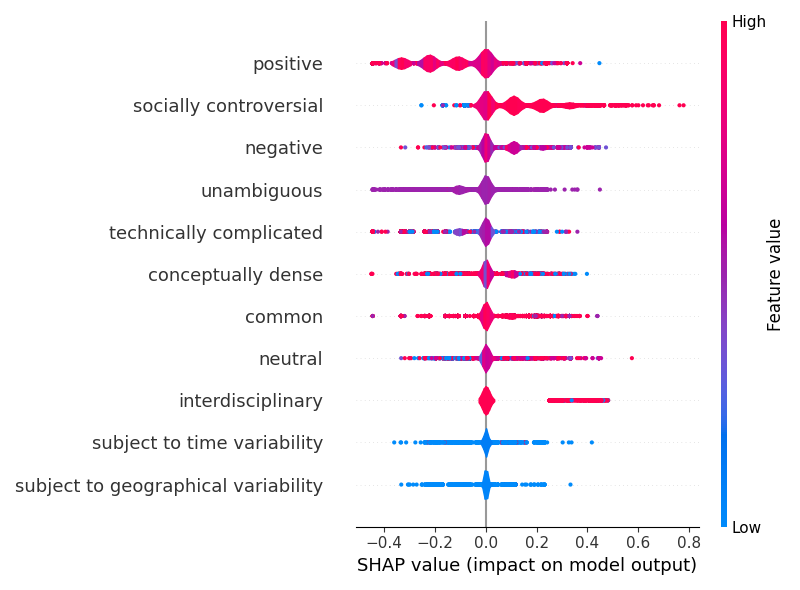 High
positive
socially controversial
negative
unambiguous
technically complicated
conceptually dense
common
neutral
interdisciplinary
subject to time variability
subject to geographical variability
Feature value
Low
−0.4 −0.2 0.0 0.2 0.4 0.6 0.8
SHAP value (impact on model output)